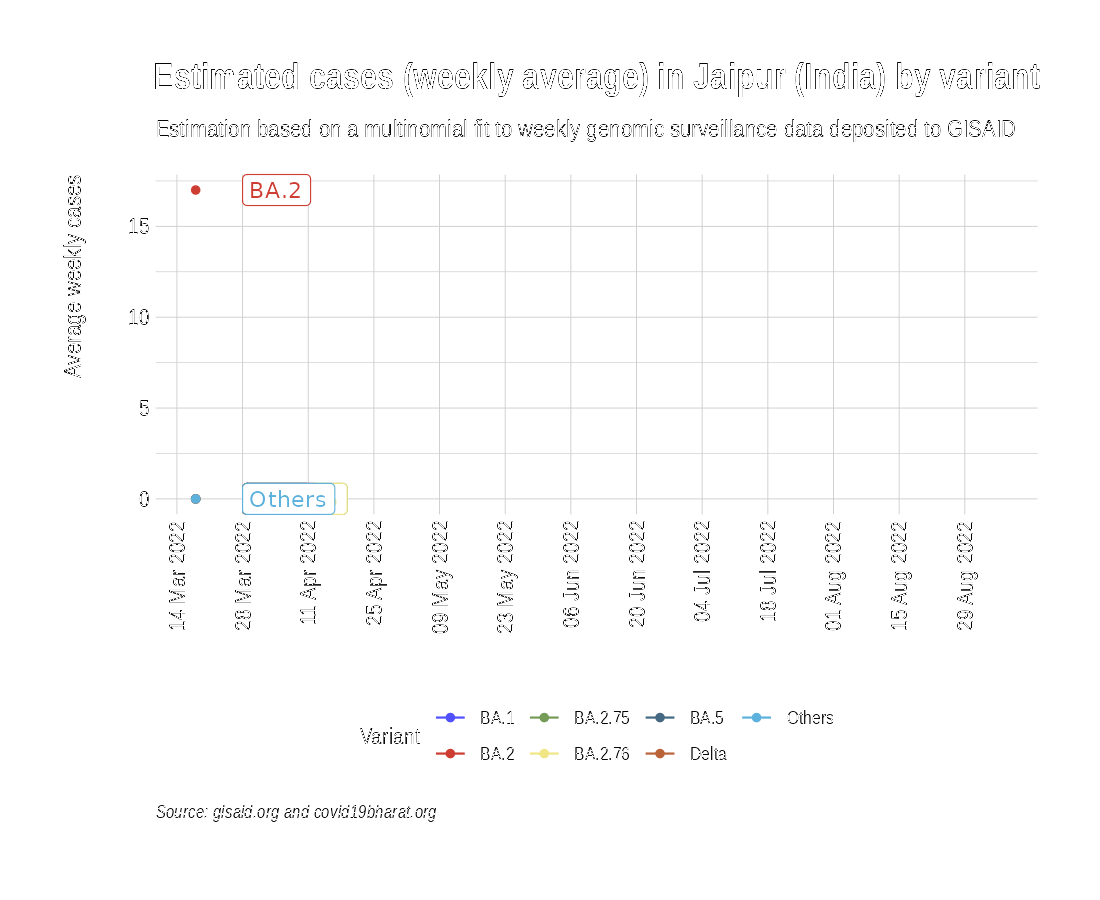 Estimated cases (weekly average) in Jaipur (India) by variant
Estimation based on a multinomial fit to weekly genomic surveillance data deposited to GISAID
Average weekly cases
15
10
5
0
BA.2
Others
14 Mar 2022
28 Mar 2022
11 Apr 2022
25 Apr 2022
09 May 2022
23 May 2022
06 Jun 2022
20 Jun 2022
04 Jul 2022
18 Jul 2022
01 Aug 2022
15 Aug 2022
29 Aug 2022
Variant
BA.1
BA.2.75
BA.5
Others
BA.2
BA.2.76
Delta
Source: gisaid.org and covid19bharat.org